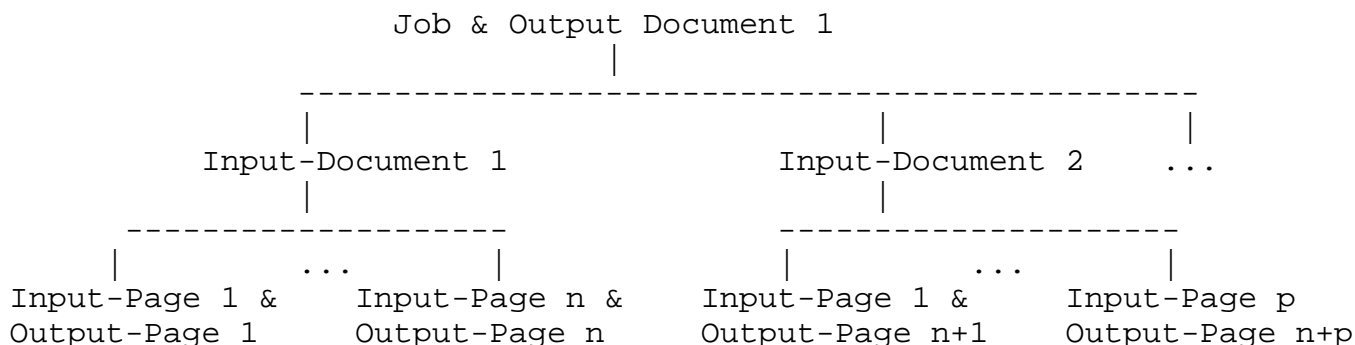 Job & Output Document 1
Input-Document 1 Input-Document 2 ...
... ...
Input-Page 1 & Input-Page n & Input-Page 1 & Input-Page p
Output-Page 1 Output-Page n Output-Page n+1 Output-Page n+p